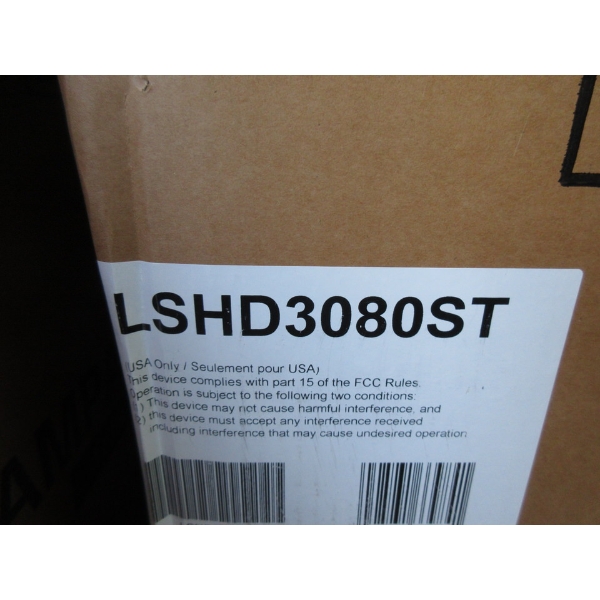 LSHD3080ST
(USA Only / Seulement pour USA)
This device complies with part 15 of the FCC Rules.
Operation is subject to the following two conditions:
(1) This device may not cause harmful interference, and
(2) this device must accept any interference received
including interference that may cause undesired operation